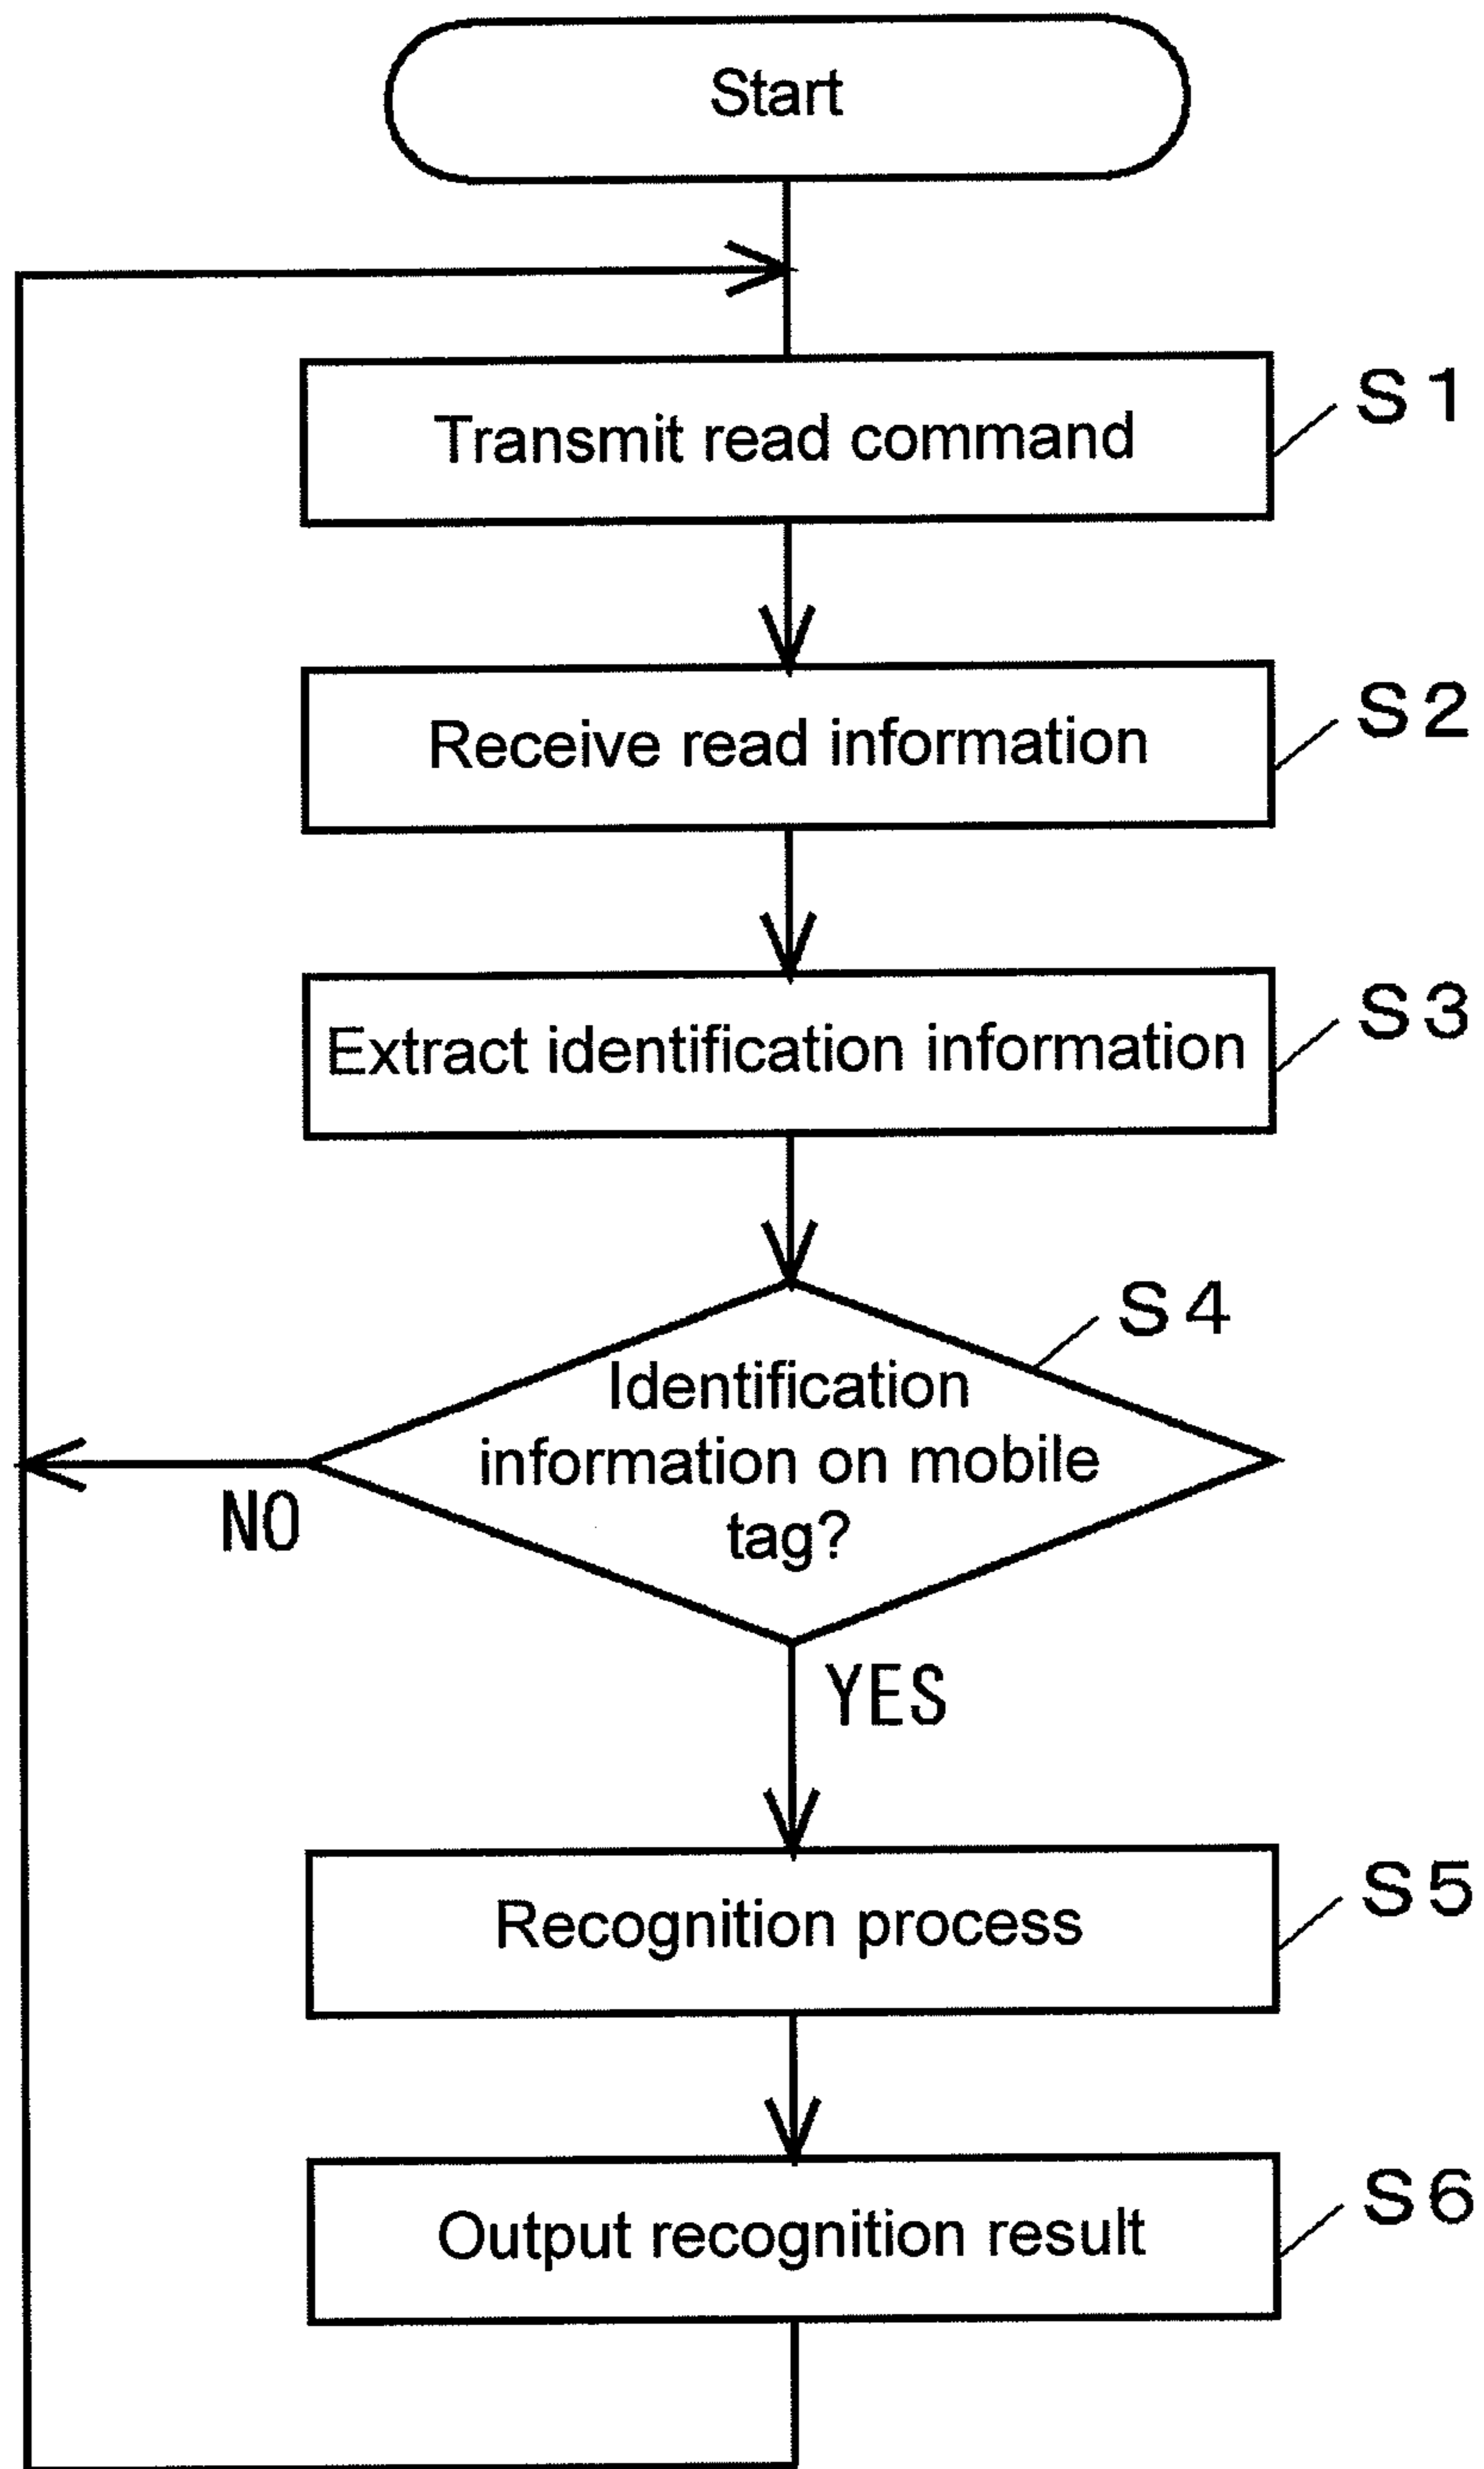 Start
Transmit read command
S1
Receive read information
S2
Extract identification information
S3
S4
Identification
information on mobile
tag?
NO
YES
Recognition process
S5
Output recognition result
S6